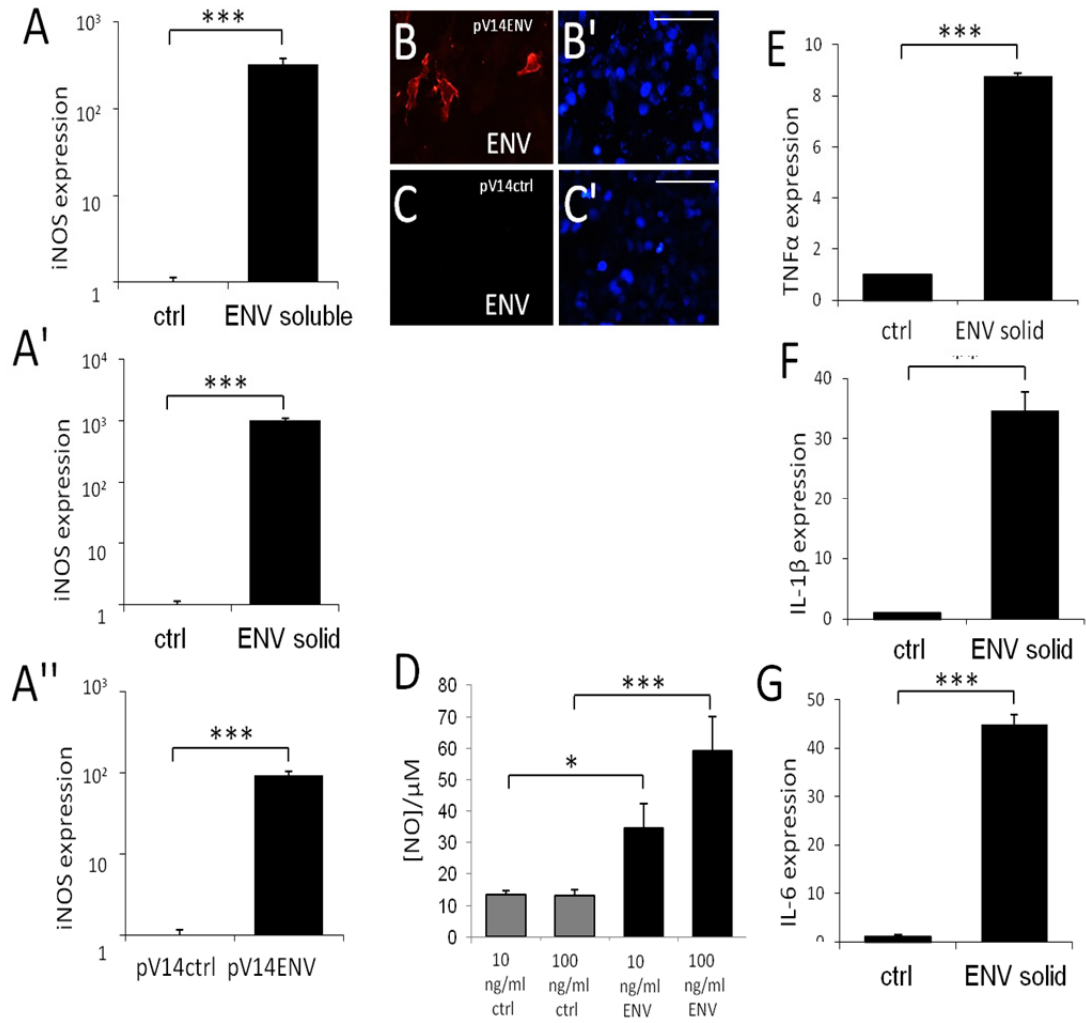 A
***
iNOS expression
10³
10²
10
1
ctrl ENV soluble
A'
***
iNOS expression
10⁴
10³
10²
10
1
ctrl ENV solid
A''
***
iNOS expression
10³
10²
10
1
pV14ctrl pV14ENV
B
pV14ENV
ENV
B'
C
pV14ctrl
ENV
C'
D
***
*
[NO]/μM
80
70
60
50
40
30
20
10
0
10 ng/ml ctrl
100 ng/ml ctrl
10 ng/ml ENV
100 ng/ml ENV
E
***
TNFα expression
10
8
6
4
2
0
ctrl ENV solid
F
IL-1β expression
40
30
20
10
0
ctrl ENV solid
G
***
IL-6 expression
50
40
30
20
10
0
ctrl ENV solid